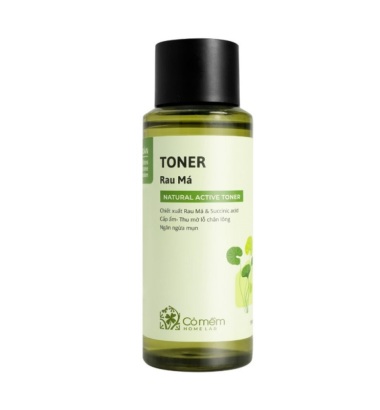 TONER
Rau Má
NATURAL ACTIVE TONER
Chiết xuất Rau Má & Succinic acid
Cấp ẩm- Thu mờ lỗ chân lông
Ngăn ngừa mụn
Cỏ mềm
HOMELAB